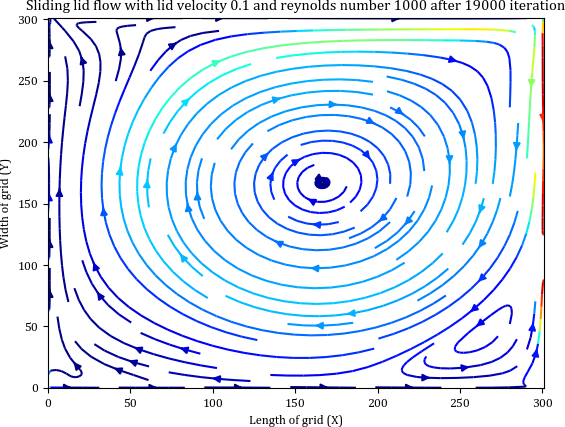 Sliding lid flow with lid velocity 0.1 and reynolds number 1000 after 19000 iteration
300
250
200
150
100
50
0
Width of grid (Y)
0 50 100 150 200 250 300
Length of grid (X)